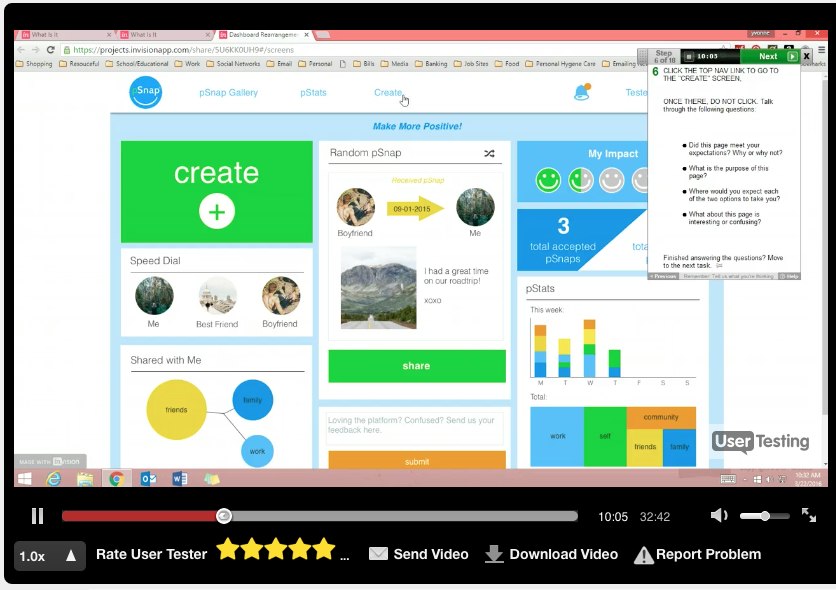 What Is It
What Is It
Dashboard Rearrangemen
https://projects.invisionapp.com/share/5U6KK0UHU9#/screens
Shopping
Resouceful
School/Educational
Work
Social Networks
Email
Personal
Bills
Media
Banking
Job Sites
Food
Personal Hygene Care
Emailing
Step
6 of 18
10:05
Next
X
6 CLICK THE TOP NAV LINK TO GO TO
THE "CREATE" SCREEN.
ONCE THERE, DO NOT CLICK. Talk
through the following questions:
Did this page meet your
expectations? Why or why not?
What is the purpose of this
page?
Where would you expect each
of the two options to take you?
What about this page is
interesting or confusing?
Finished answering the questions? Move
to the next task.
Previous
Remember: Tell us what you're thinking
Help
pSnap
pSnap Gallery
pStats
Create
Teste
Make More Positive!
create
Speed Dial
Me
Best Friend
Boyfriend
Shared with Me
friends
family
work
Random pSnap
Received pSnap
09-01-2015
Boyfriend
Me
I had a great time
on our roadtrip!
xoxo
share
Loving the platform? Confused? Send us your
feedback here.
submit
My Impact
3
total accepted
pSnaps
tota
pStats
This week:
M T W T F S S
Total:
work
self
community
friends
family
User Testing
MADE WITH INVISION
10:32 AM
3/22/2016
10:05 32:42
1.0x
Rate User Tester
...
Send Video
Download Video
Report Problem